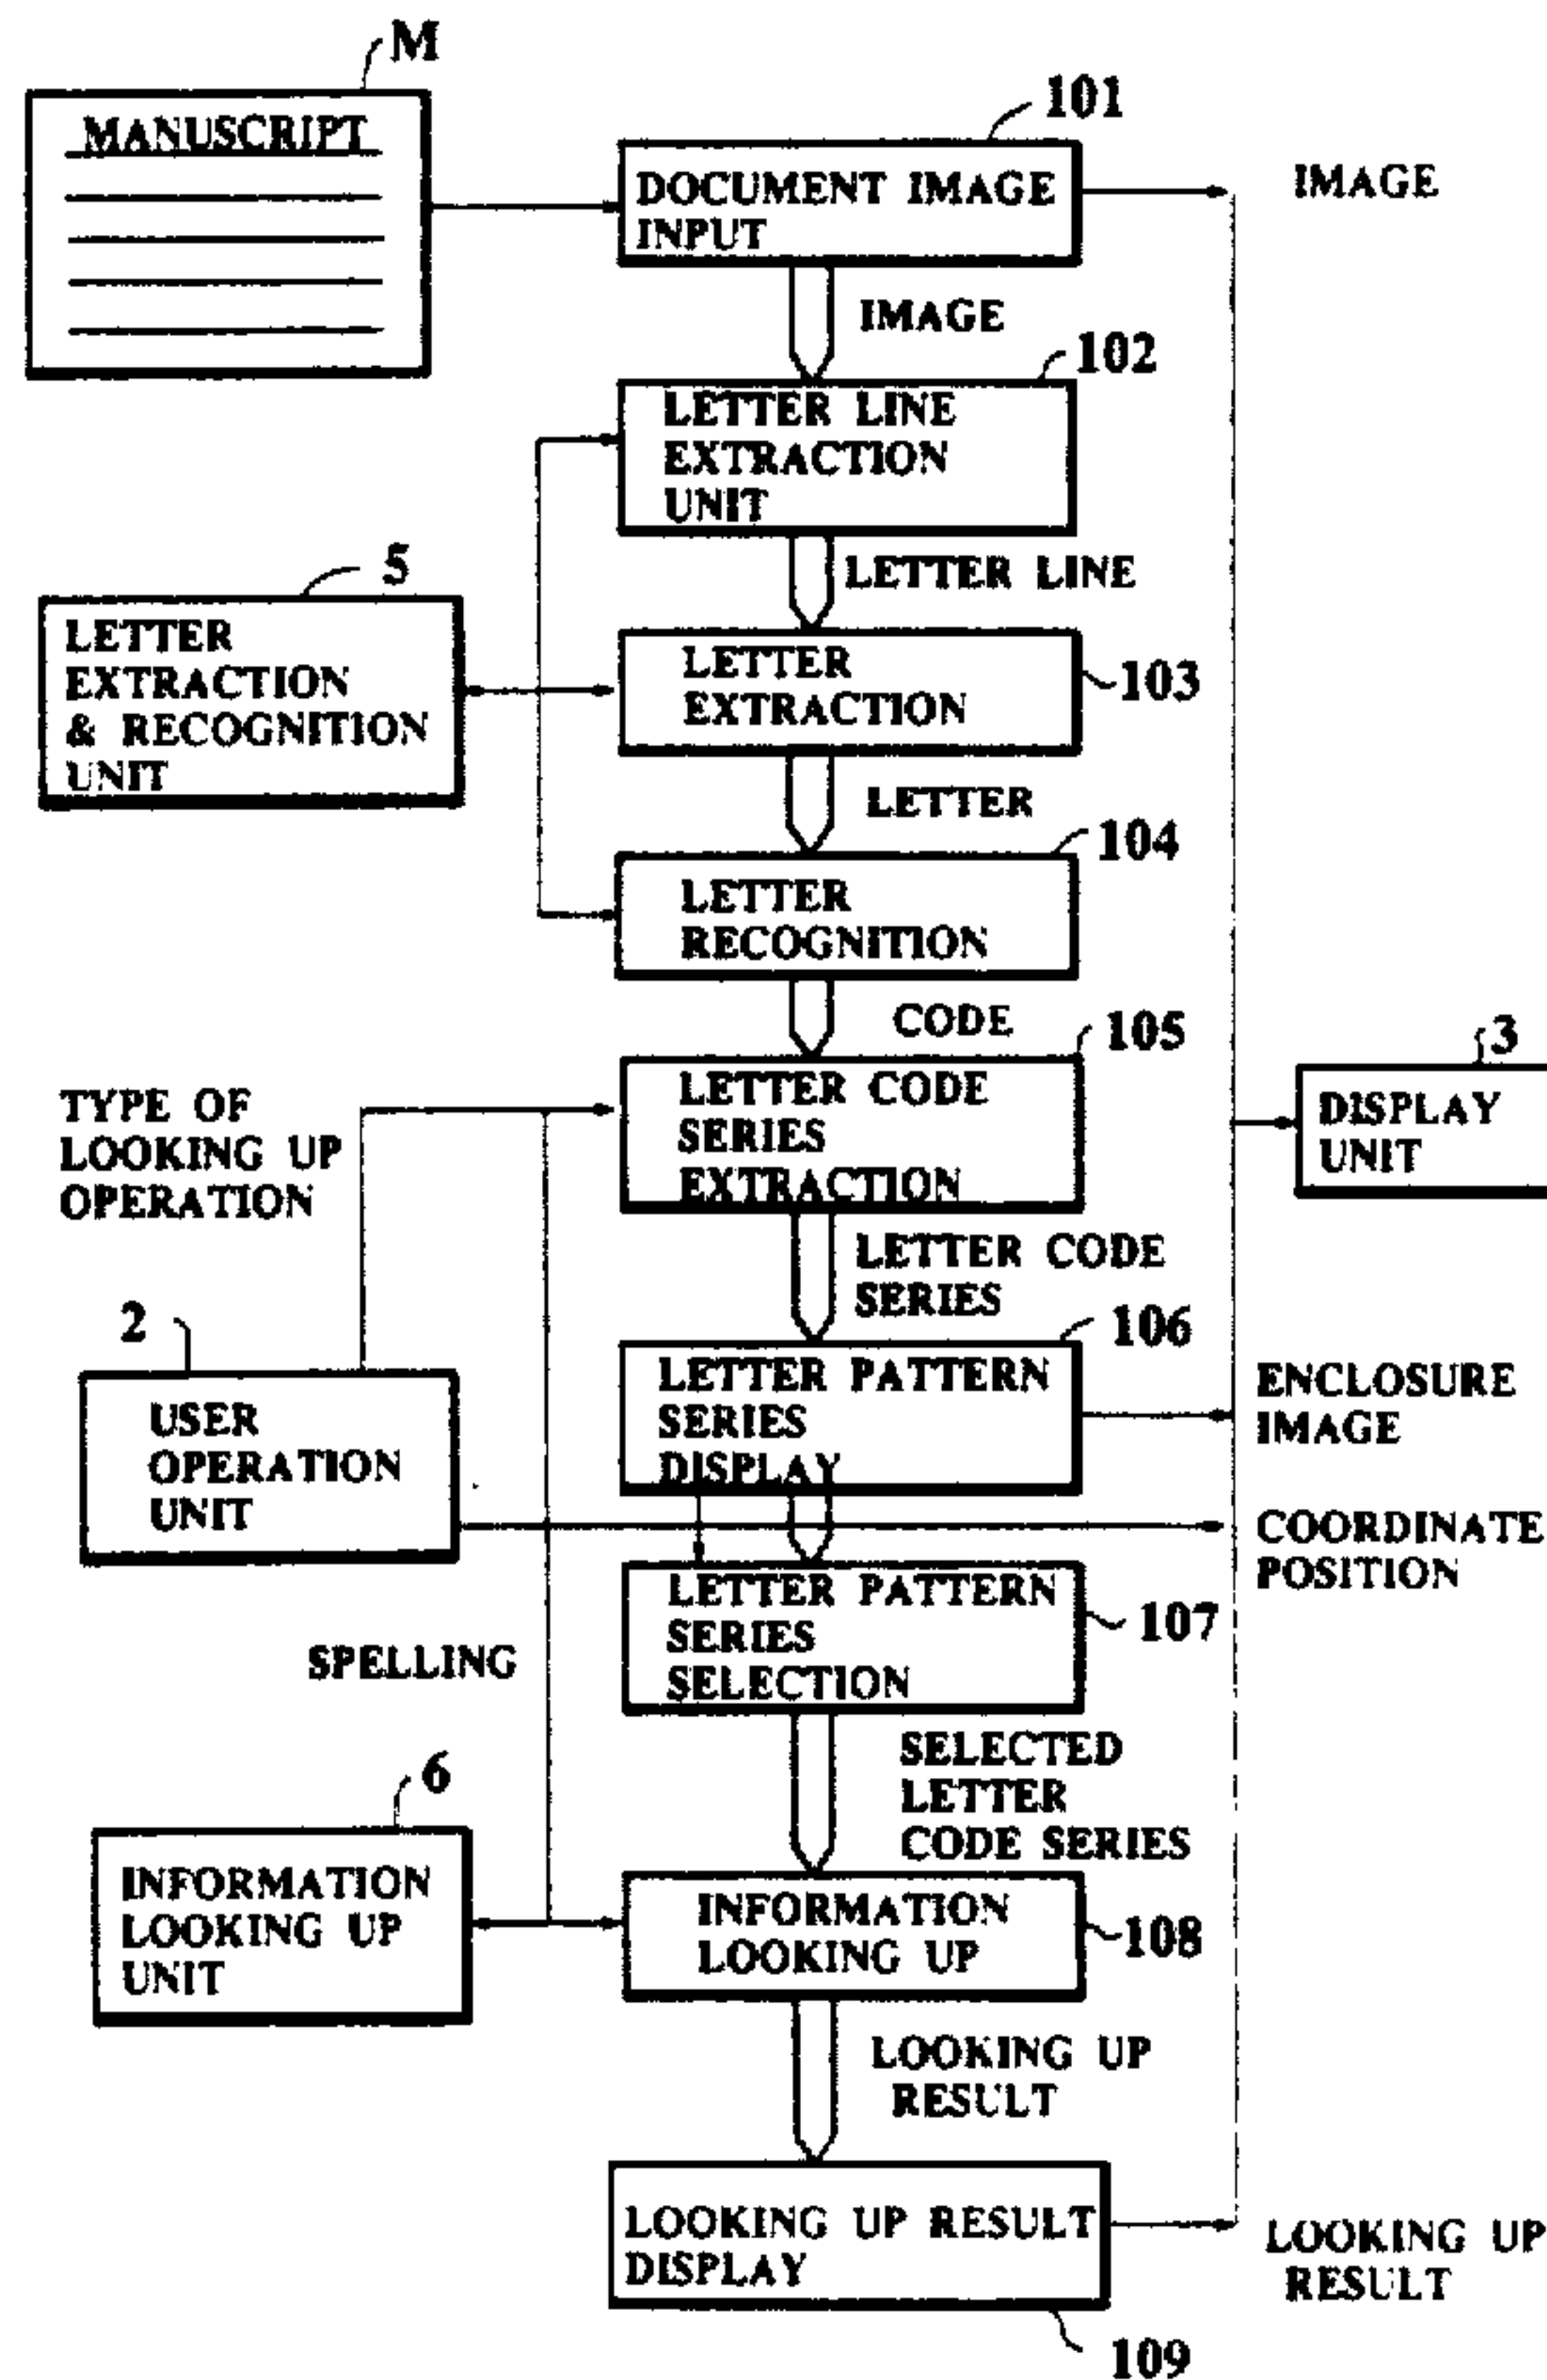 M
MANUSCRIPT
101
DOCUMENT IMAGE
INPUT
IMAGE
IMAGE
102
LETTER LINE
EXTRACTION
UNIT
LETTER LINE
5
LETTER
EXTRACTION
& RECOGNITION
UNIT
LETTER
EXTRACTION
103
LETTER
104
LETTER
RECOGNITION
CODE
105
LETTER CODE
SERIES
EXTRACTION
3
DISPLAY
UNIT
TYPE OF
LOOKING UP
OPERATION
LETTER CODE
SERIES
2
USER
OPERATION
UNIT
106
LETTER PATTERN
SERIES
DISPLAY
ENCLOSURE
IMAGE
COORDINATE
POSITION
LETTER PATTERN
SERIES
SELECTION
107
SPELLING
SELECTED
LETTER
CODE SERIES
6
INFORMATION
LOOKING UP
UNIT
INFORMATION
LOOKING UP
108
LOOKING UP
RESULT
LOOKING UP RESULT
DISPLAY
LOOKING UP
RESULT
109